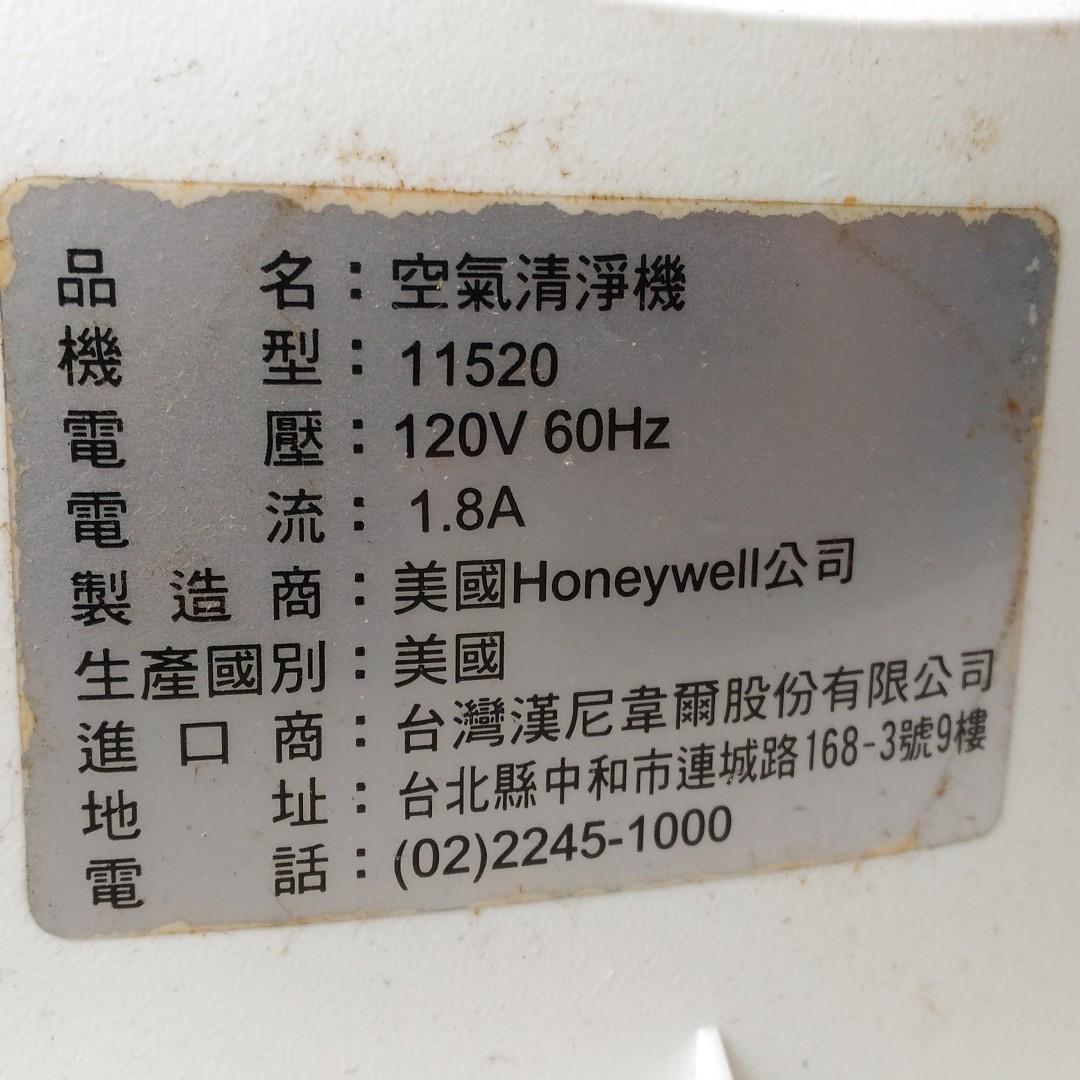 品名：空氣清淨機
機型：11520
電壓：120V 60Hz
電流：1.8A
製造商：美國Honeywell公司
生產國別：美國
進口商：台灣漢尼韋爾股份有限公司
地址：台北縣中和市連城路168-3號9樓
電話：(02)2245-1000